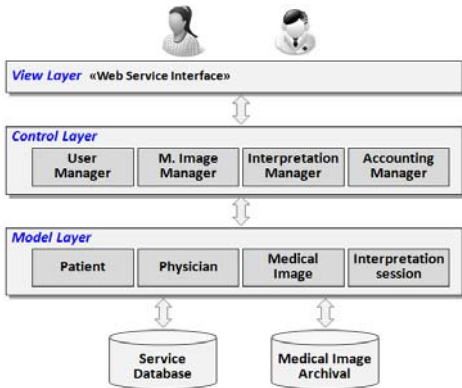 View Layer «Web Service Interface»
Control Layer
User Manager
M. Image Manager
Interpretation Manager
Accounting Manager
Model Layer
Patient
Physician
Medical Image
Interpretation session
Service Database
Medical Image Archival